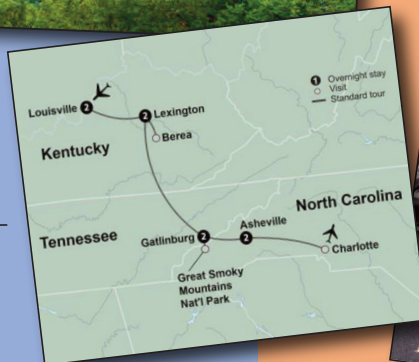 1 Overnight stay
Visit
Standard tour
Louisville 2
2 Lexington
Berea
Kentucky
North Carolina
Tennessee
Asheville
Gatlinburg 2
2
Charlotte
Great Smoky
Mountains
Nat'l Park